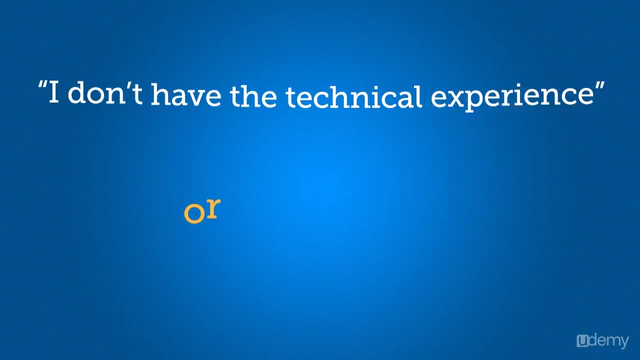 “I don’t have the technical experience”
or
udemy